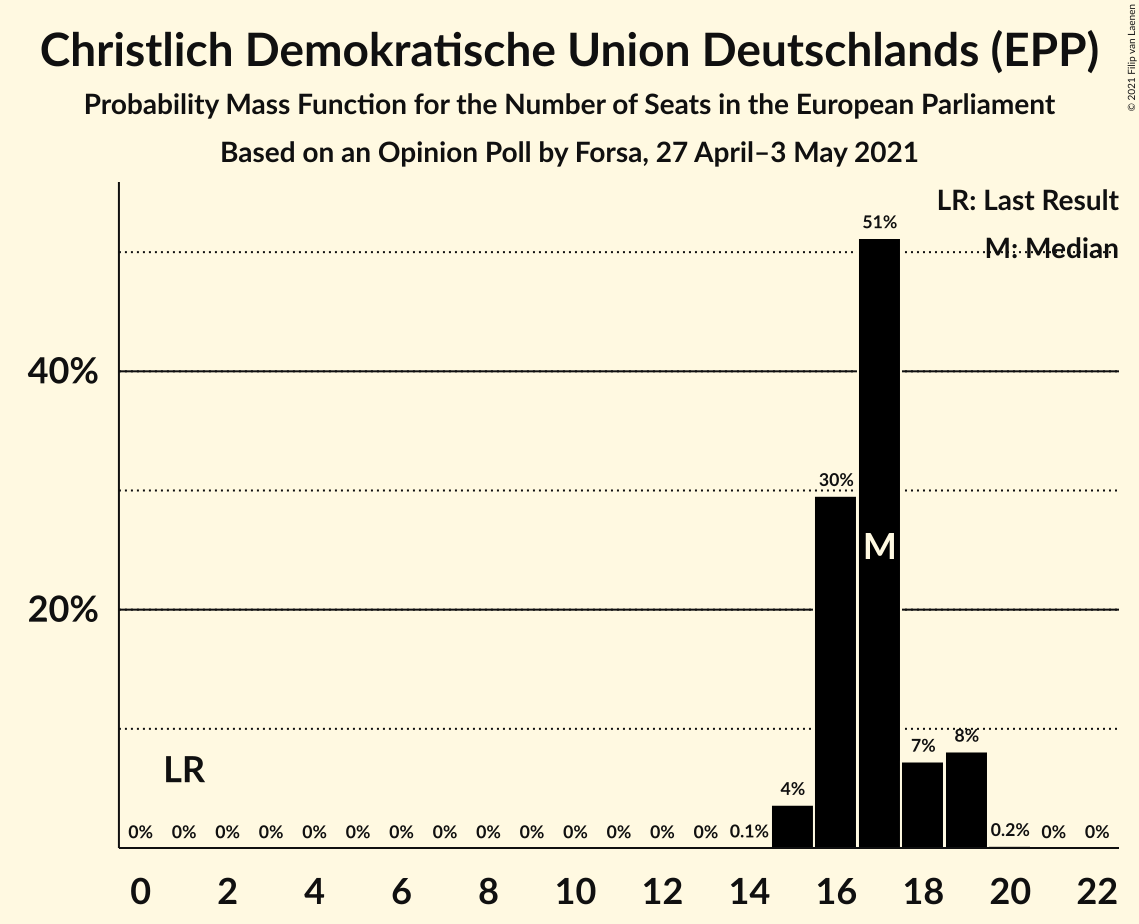 Christlich Demokratische Union Deutschlands (EPP)
Probability Mass Function for the Number of Seats in the European Parliament
Based on an Opinion Poll by Forsa, 27 April–3 May 2021
© 2021 Filip van Laenen
LR: Last Result
M: Median
51%
40%
30%
M
20%
LR
8%
7%
4%
0% 0% 0% 0% 0% 0% 0% 0% 0% 0% 0% 0% 0% 0% 0.1% 0.2% 0% 0%
0 2 4 6 8 10 12 14 16 18 20 22